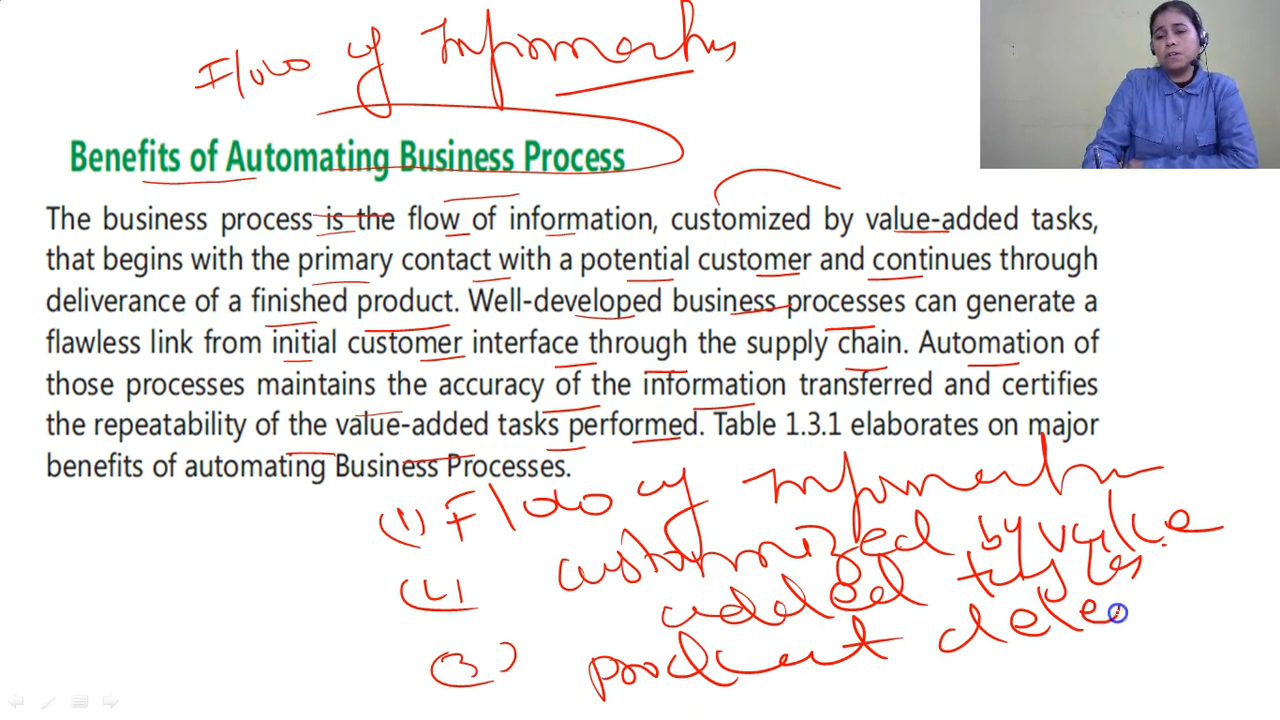 Flow of Information
Benefits of Automating Business Process
The business process is the flow of information, customized by value-added tasks,
that begins with the primary contact with a potential customer and continues through
deliverance of a finished product. Well-developed business processes can generate a
flawless link from initial customer interface through the supply chain. Automation of
those processes maintains the accuracy of the information transferred and certifies
the repeatability of the value-added tasks performed. Table 1.3.1 elaborates on major
benefits of automating Business Processes.
(1) Flow of Information
(2) customized by value
added
(3) product